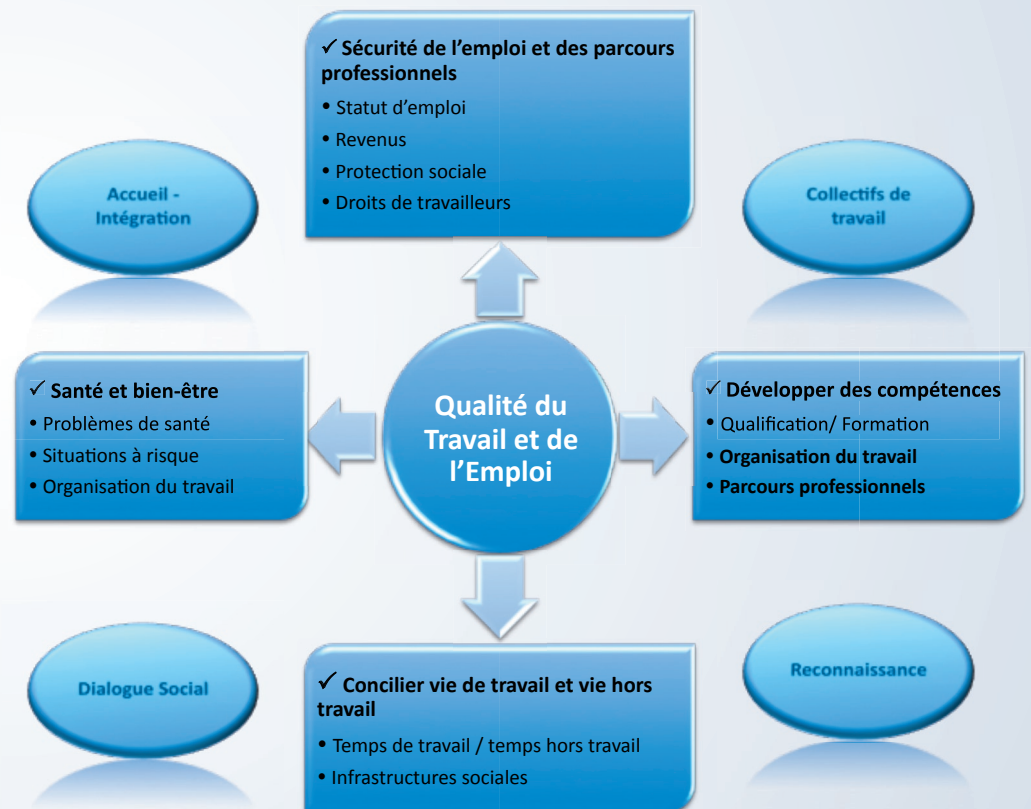 ✓ Sécurité de l’emploi et des parcours
professionnels
• Statut d’emploi
• Revenus
• Protection sociale
• Droits de travailleurs
Accueil -
Intégration
Collectifs de
travail
✓ Santé et bien-être
• Problèmes de santé
• Situations à risque
• Organisation du travail
Qualité du
Travail et de
l’Emploi
✓ Développer des compétences
• Qualification/ Formation
• Organisation du travail
• Parcours professionnels
Dialogue Social
✓ Concilier vie de travail et vie hors
travail
• Temps de travail / temps hors travail
• Infrastructures sociales
Reconnaissance